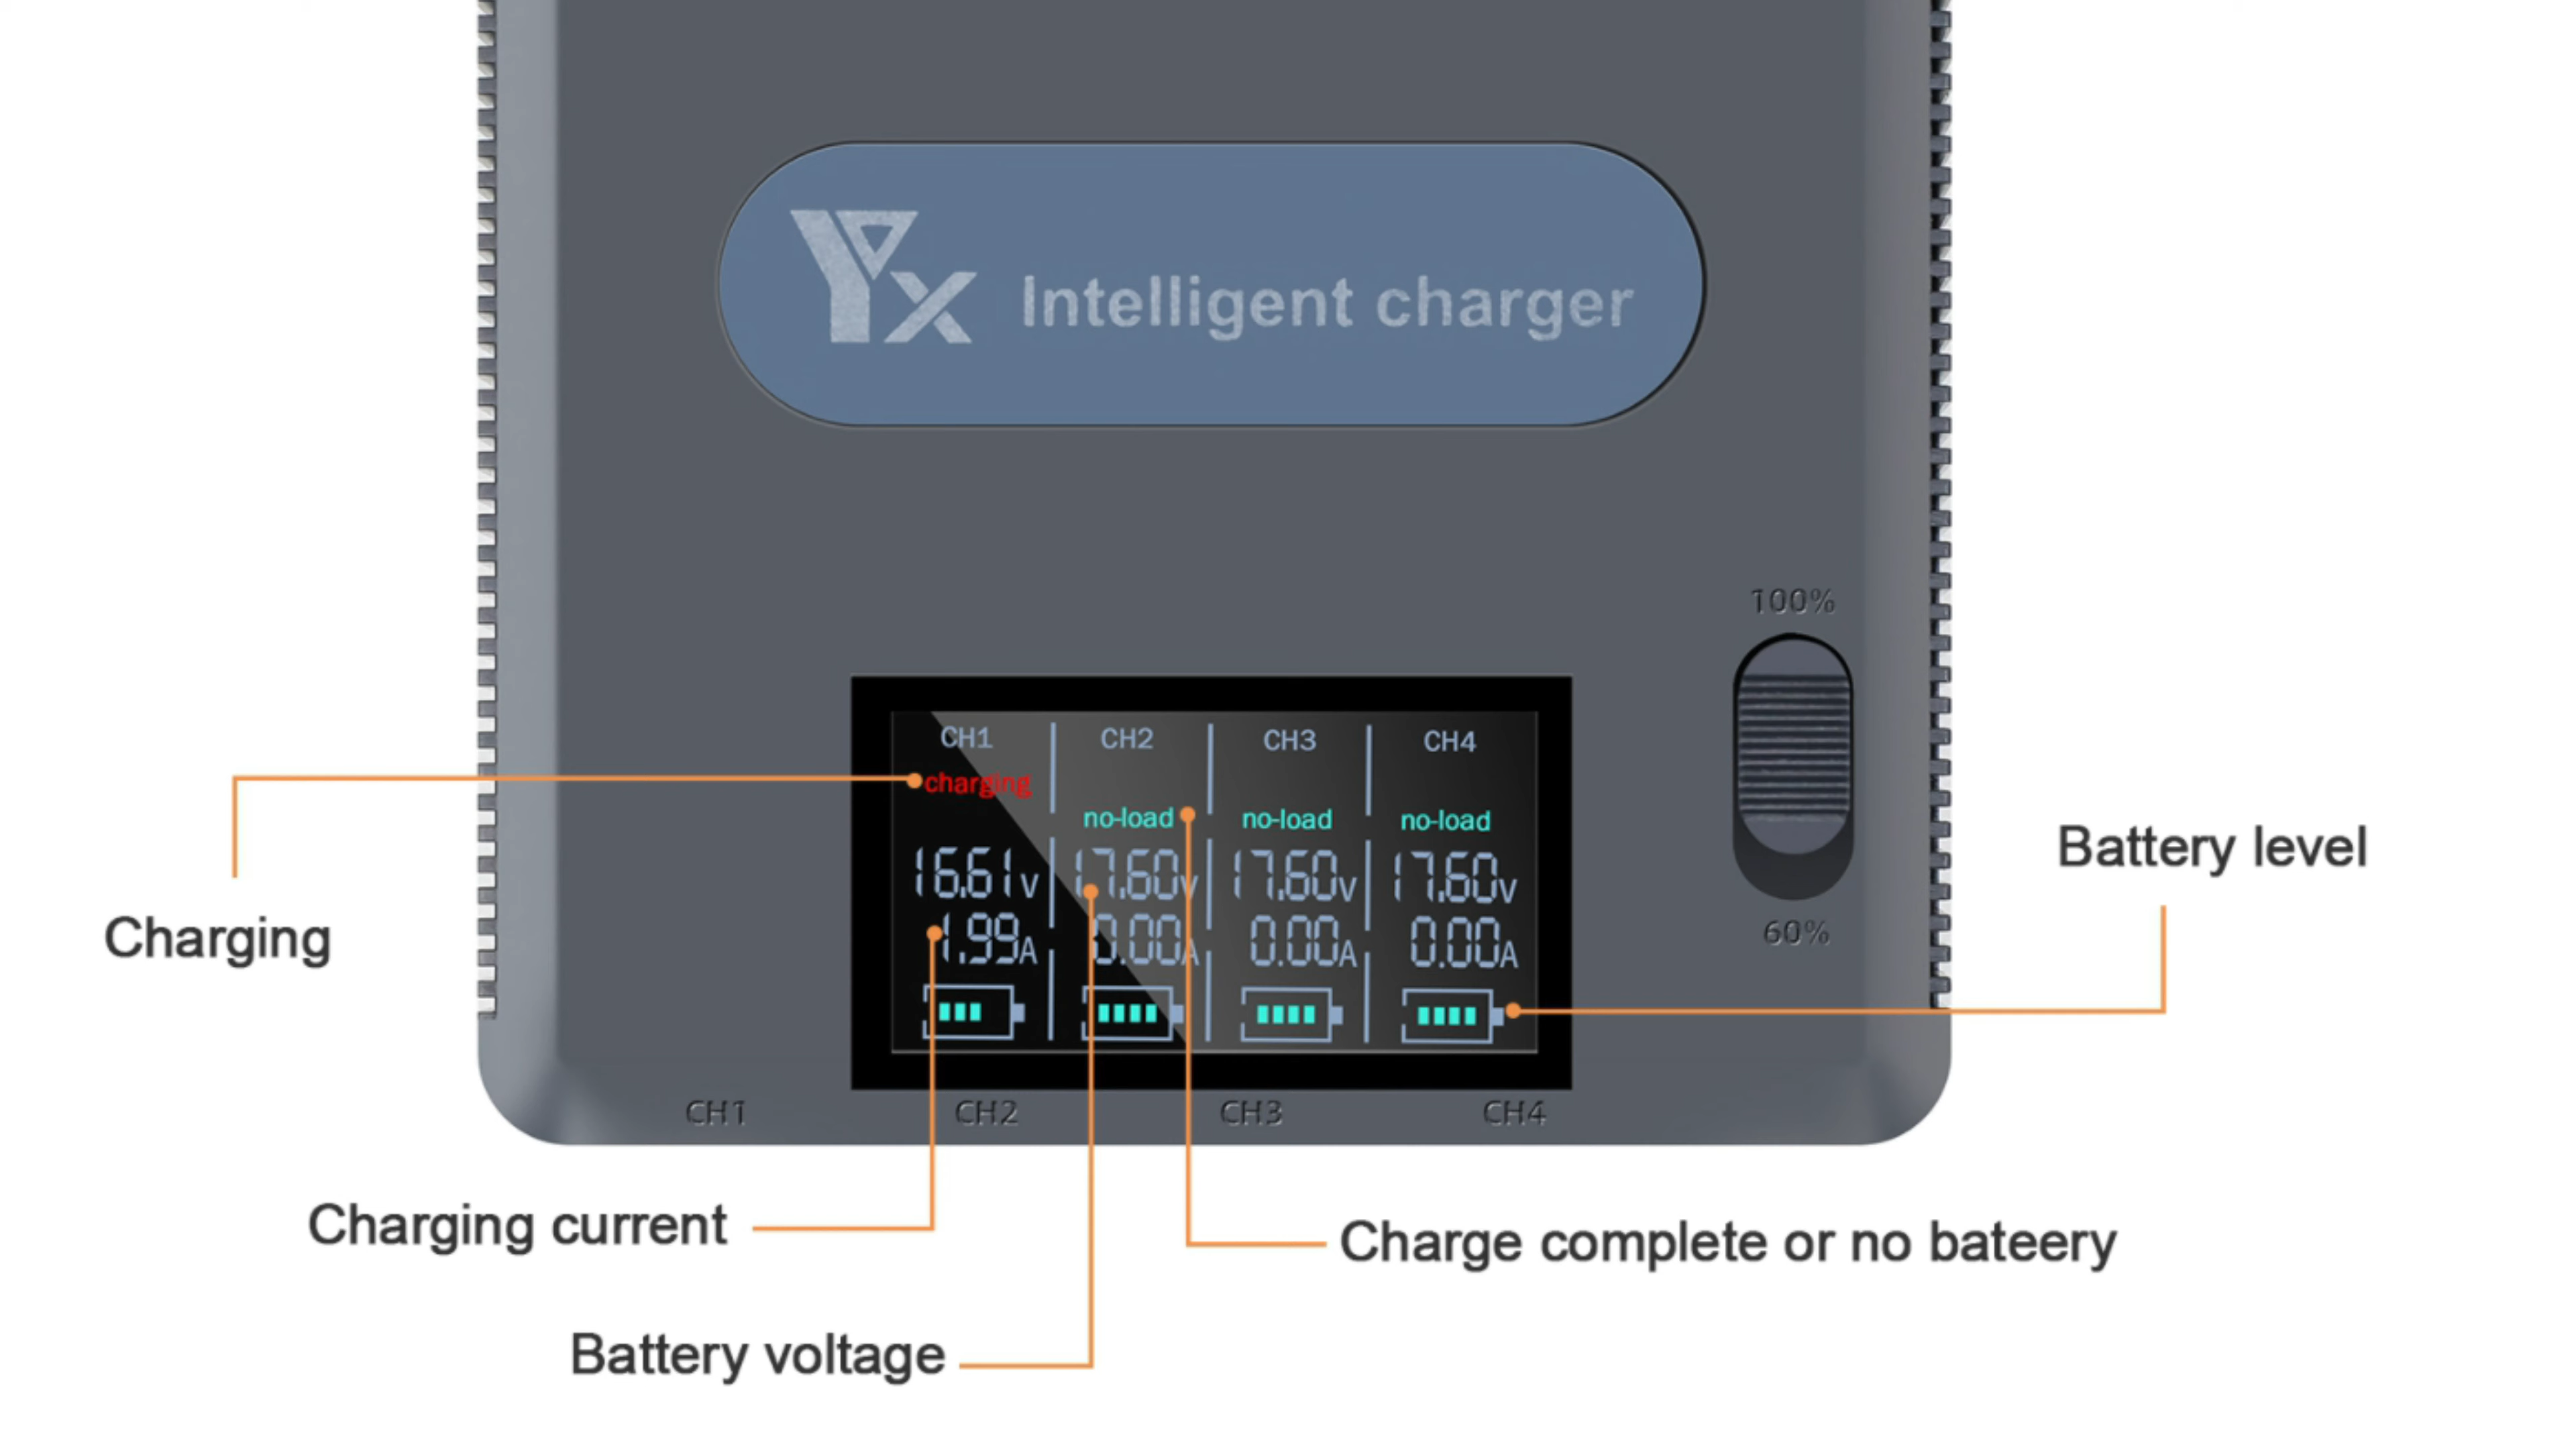 YX Intelligent charger
100%
CH1 CH2 CH3 CH4
charging
no-load no-load no-load
16.61V 17.60V 17.60V 17.60V
1.99A 0.00A 0.00A 0.00A
60%
Battery level
Charging
CH1 CH2 CH3 CH4
Charging current
Charge complete or no bateery
Battery voltage